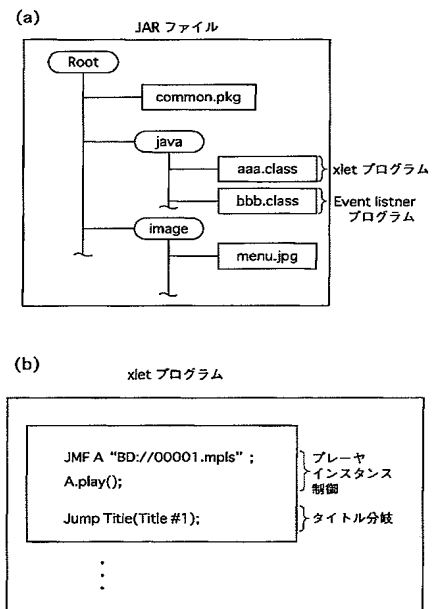 (a)
JAR ファイル
Root
common.pkg
java
aaa.class
xlet プログラム
bbb.class
Event listner
プログラム
image
menu.jpg
(b)
xlet プログラム
JMF A “BD://00001.mpls” ;
A.play();
プレーヤ
インスタンス
制御
Jump Title(Title #1);
タイトル分岐